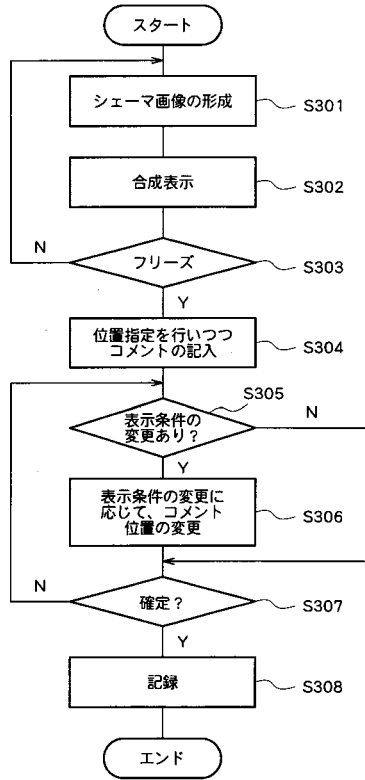 スタート
シェーマ画像の形成
S301
合成表示
S302
フリーズ
S303
N
Y
位置指定を行いつつ
コメントの記入
S304
S305
表示条件の
変更あり？
N
Y
表示条件の変更に
応じて、コメント
位置の変更
S306
確定？
S307
N
Y
記録
S308
エンド